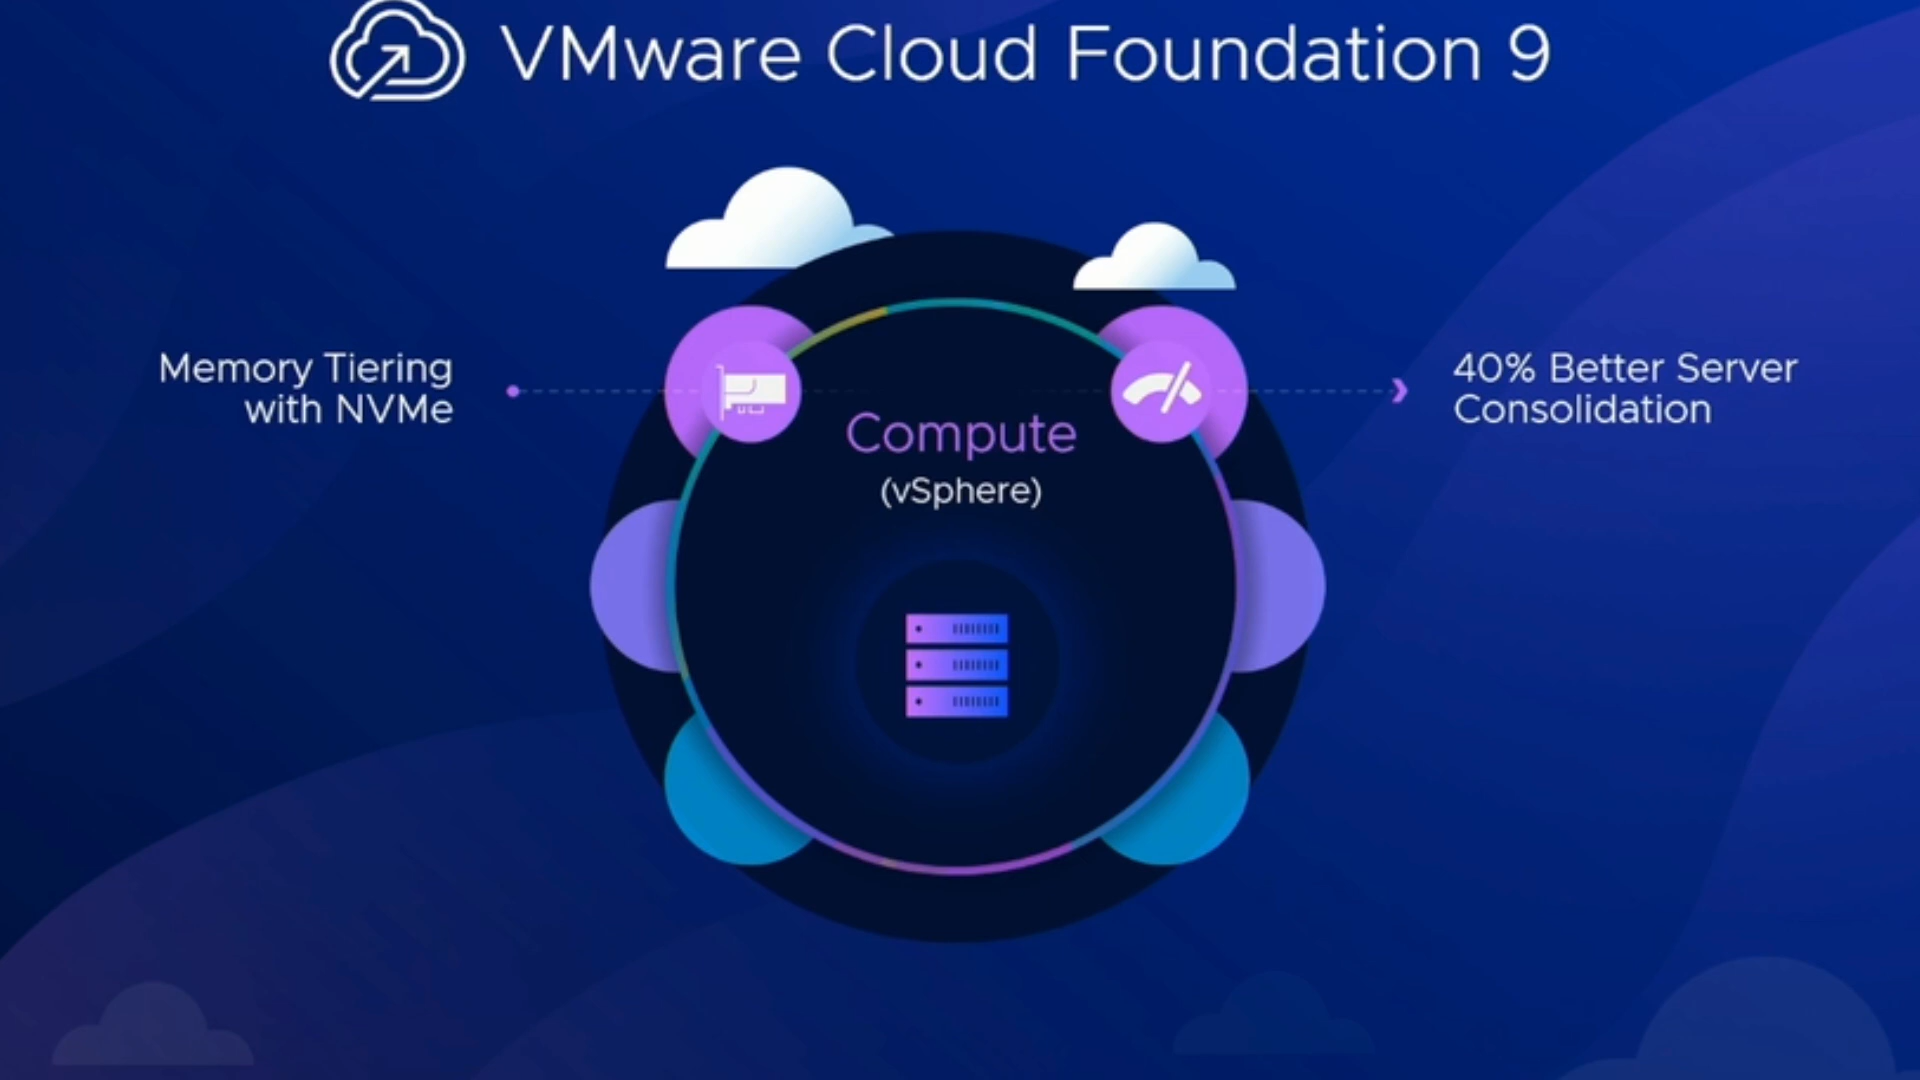 VMware Cloud Foundation 9
Memory Tiering
with NVMe
Compute
(vSphere)
40% Better Server
Consolidation